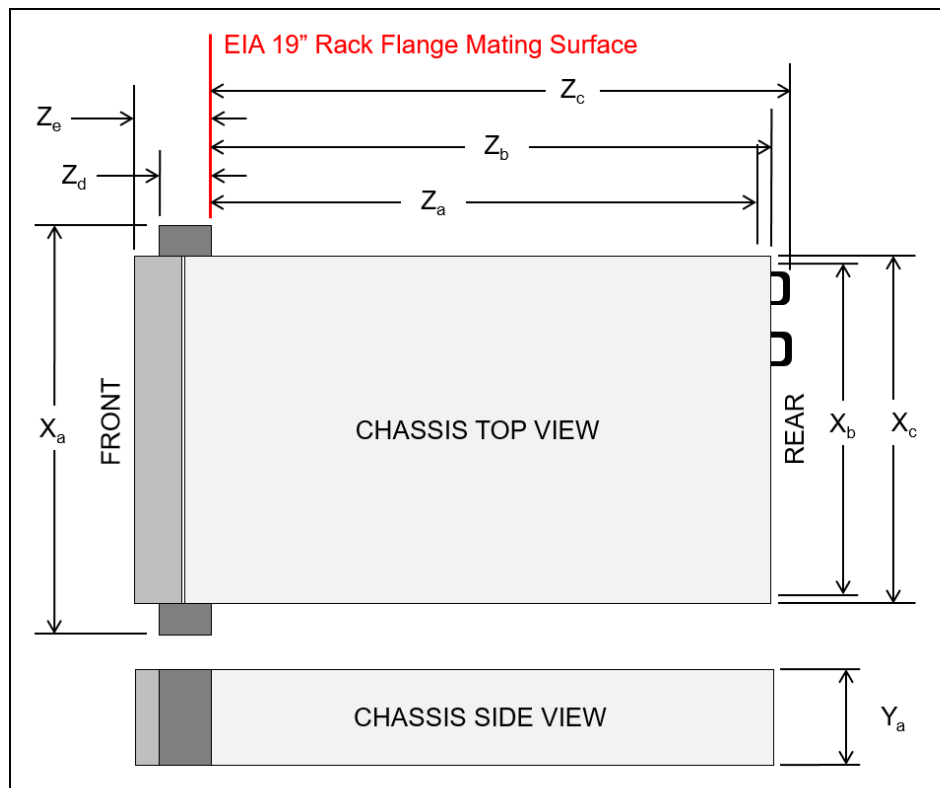 EIA 19” Rack Flange Mating Surface
Zc
Ze
Zb
Zd
Za
FRONT
Xa
CHASSIS TOP VIEW
REAR
Xb
Xc
CHASSIS SIDE VIEW
Ya